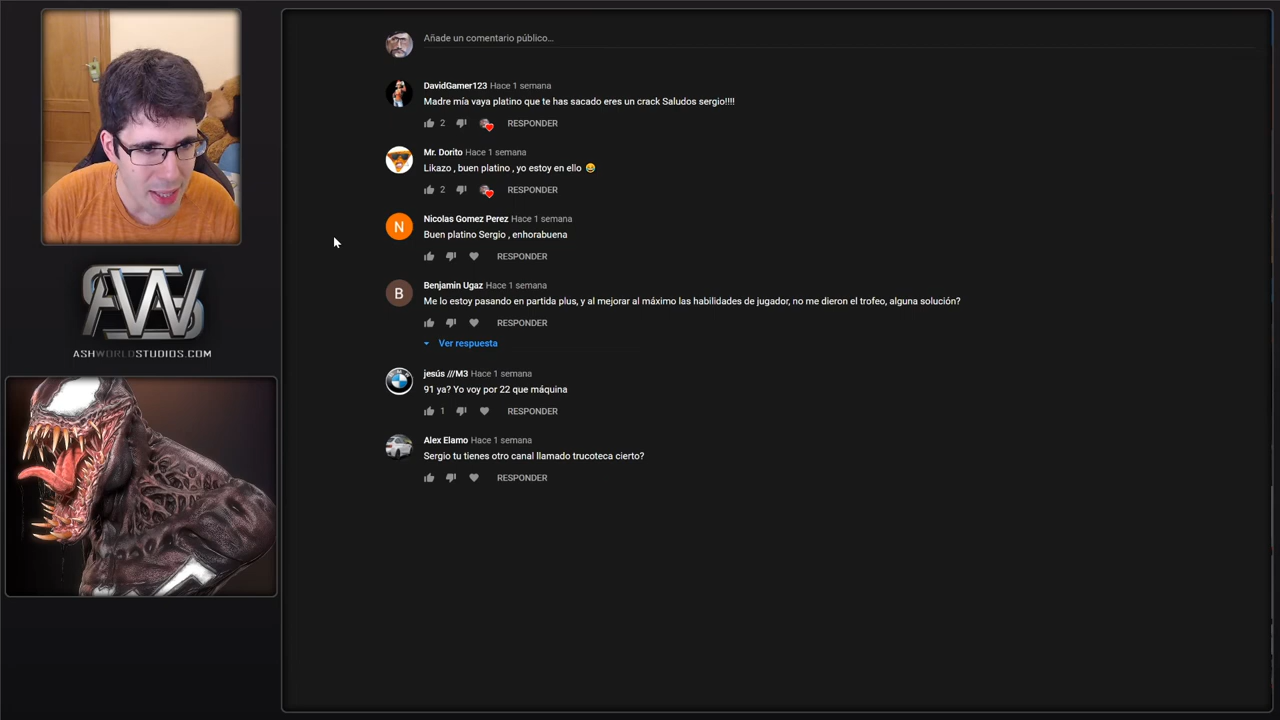 Añade un comentario público...
DavidGamer123 Hace 1 semana
Madre mía vaya platino que te has sacado eres un crack Saludos sergio!!!!
2 RESPONDER
Mr. Dorito Hace 1 semana
Likazo , buen platino , yo estoy en ello 😂
2 RESPONDER
N
Nicolas Gomez Perez Hace 1 semana
Buen platino Sergio , enhorabuena
RESPONDER
B
Benjamin Ugaz Hace 1 semana
Me lo estoy pasando en partida plus, y al mejorar al máximo las habilidades de jugador, no me dieron el trofeo, alguna solución?
RESPONDER
Ver respuesta
jesús ///M3 Hace 1 semana
91 ya? Yo voy por 22 que máquina
1 RESPONDER
Alex Elamo Hace 1 semana
Sergio tu tienes otro canal llamado trucoteca cierto?
RESPONDER
AWS
ASHWORLDSTUDIOS.COM